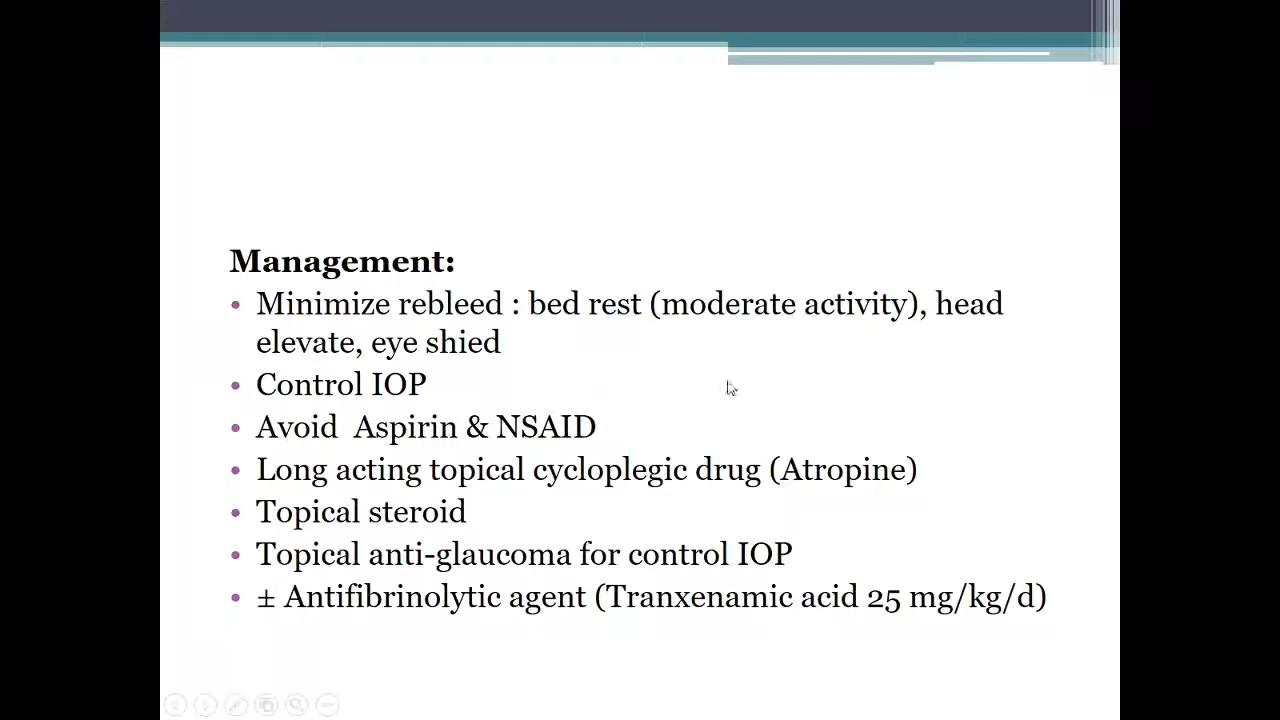 Management:
• Minimize rebleed : bed rest (moderate activity), head
elevate, eye shied
• Control IOP
• Avoid  Aspirin & NSAID
• Long acting topical cycloplegic drug (Atropine)
• Topical steroid
• Topical anti-glaucoma for control IOP
• ± Antifibrinolytic agent (Tranxenamic acid 25 mg/kg/d)